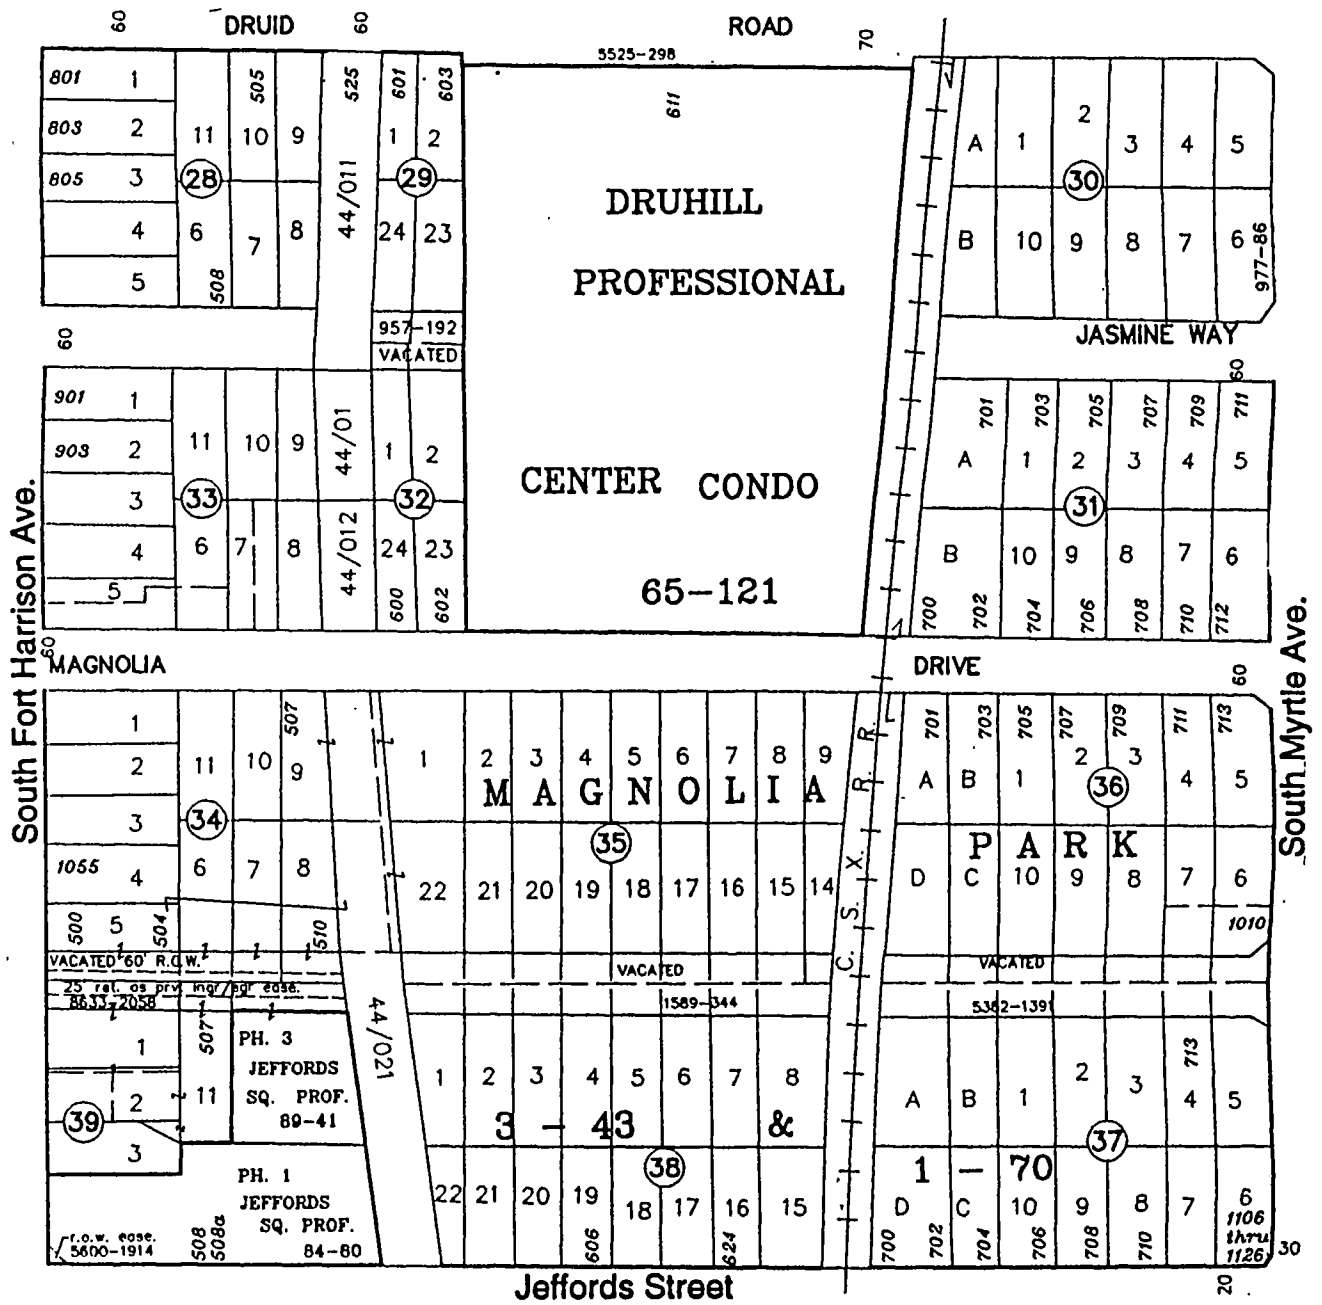 60 DRUID 60 ROAD 70
5525-298
801 1 505 525 601 603 611
803 2 11 10 9 1 2 A 1 2 3 4 5
805 3 28 44/011 29 30
DRUHILL
4 6 7 8 24 23 B 10 9 8 7 6 977-86
5 508
PROFESSIONAL
957-192
VACATED
JASMINE WAY
60 60
901 1 701 703 705 707 709 711
903 2 11 10 9 44/01 1 2 A 1 2 3 4 5
CENTER CONDO
3 33 32 31
4 6 7 8 44/012 24 23 B 10 9 8 7 6
5 600 602 700 702 704 706 708 710 712
65-121
South Fort Harrison Ave.
South Myrtle Ave.
60
MAGNOLIA DRIVE 60
1 507 701 703 705 707 709 711 713
2 11 10 9 1 2 3 4 5 6 7 8 9 A B 1 2 3 4 5
MAGNOLIA
C. S. X. R. R.
3 34 35 36
PARK
1055 4 6 7 8 22 21 20 19 18 17 16 15 14 D C 10 9 8 7 6
500 5 504 510 1010
VACATED 60' R.O.W. VACATED VACATED
25' ret. as prv. ingr/egr ease.
8633-2058 1589-344 5362-1391
44/021
1 507 PH. 3 713
JEFFORDS
2 11 SQ. PROF. 1 2 3 4 5 6 7 8 A B 1 2 3 4 5
39 89-41
3-43 &
3 38 37
1-70
PH. 1
JEFFORDS 22 21 20 19 18 17 16 15 D C 10 9 8 7 6
SQ. PROF.
84-80
r.o.w. ease.
5600-1914
508 508a 606 624 700 702 704 706 708 710
1106
thru
1126
30
20
Jeffords Street